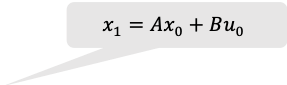 x₁ = Ax₀ + Bu₀